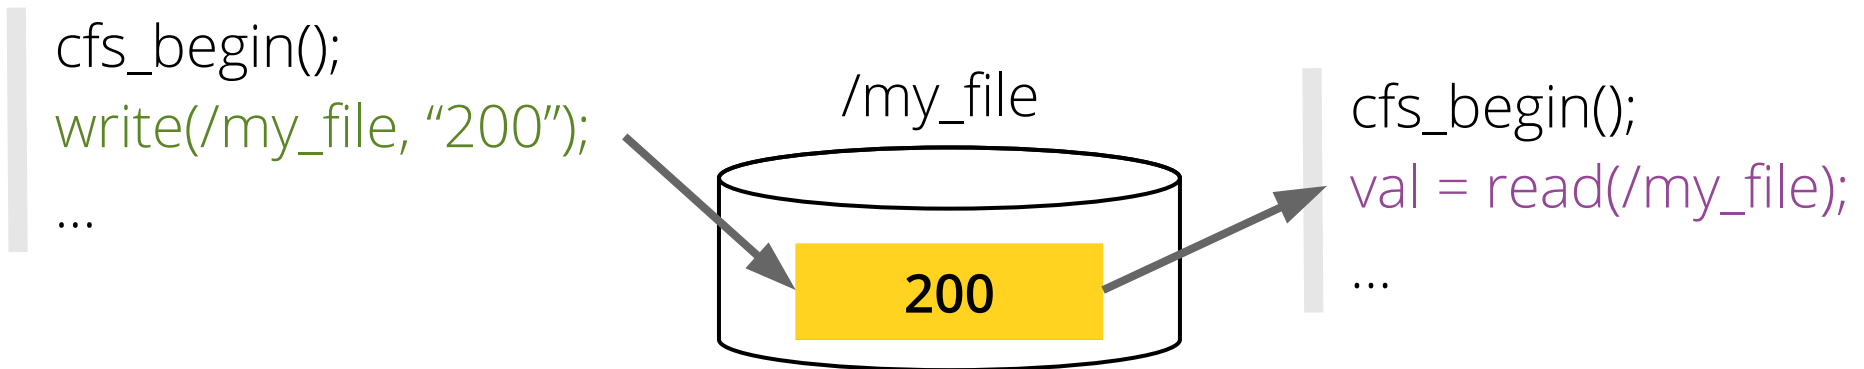 cfs_begin();
write(/my_file, “200”);
...
/my_file
200
cfs_begin();
val = read(/my_file);
...